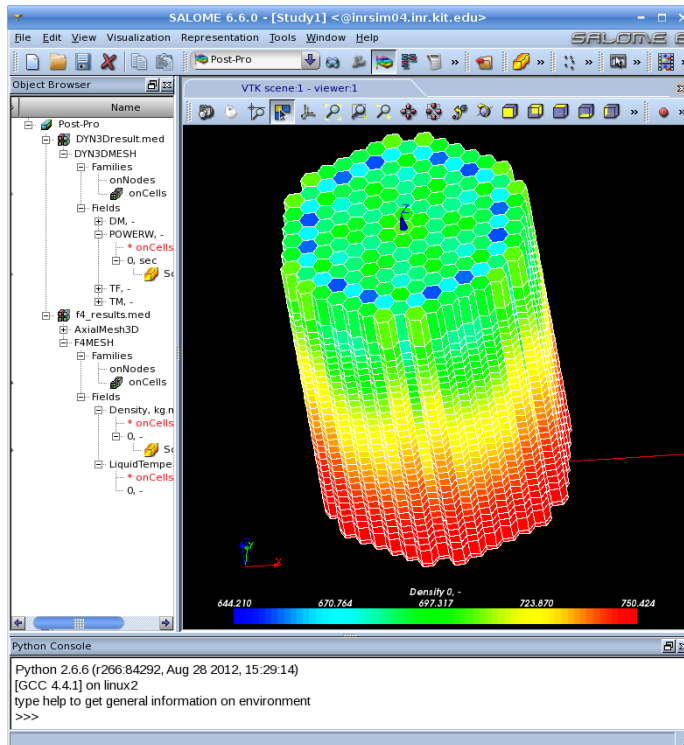 SALOME 6.6.0 - [Study1] <@inrsim04.inr.kit.edu>
File Edit View Visualization Representation Tools Window Help
SALOME 6
Post-Pro
Object Browser
VTK scene:1 - viewer:1
Name
Post-Pro
DYN3Dresult.med
DYN3DMESH
Families
onNodes
onCells
Fields
DM, -
POWERW, -
* onCells
0, sec
TF, -
TM, -
f4_results.med
AxialMesh3D
F4MESH
Families
onNodes
onCells
Fields
Density, kg.m
* onCells
0, -
LiquidTempe
* onCells
0, -
Z
Z
Y
X
Density 0, -
644.210 670.764 697.317 723.870 750.424
Python Console
Python 2.6.6 (r266:84292, Aug 28 2012, 15:29:14)
[GCC 4.4.1] on linux2
type help to get general information on environment
>>>